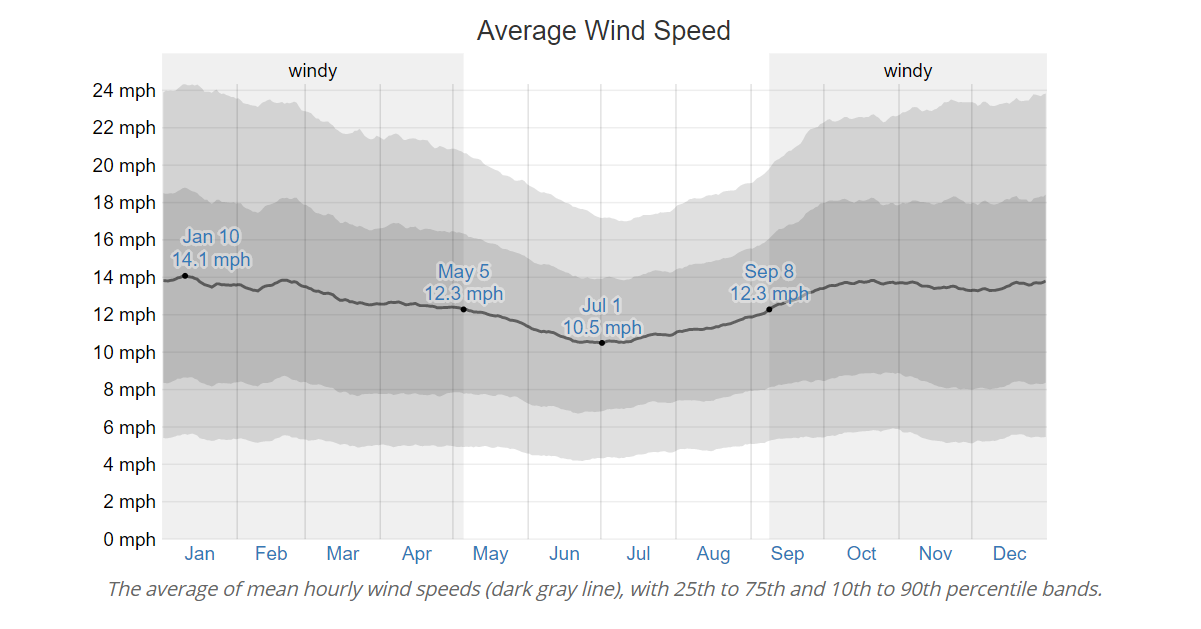 Average Wind Speed
windy windy
24 mph
22 mph
20 mph
18 mph
16 mph
14 mph
12 mph
10 mph
8 mph
6 mph
4 mph
2 mph
0 mph
Jan 10
14.1 mph
May 5
12.3 mph
Jul 1
10.5 mph
Sep 8
12.3 mph
Jan Feb Mar Apr May Jun Jul Aug Sep Oct Nov Dec
The average of mean hourly wind speeds (dark gray line), with 25th to 75th and 10th to 90th percentile bands.